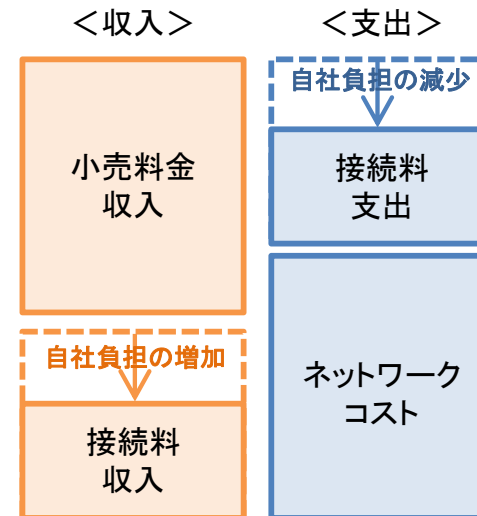 ＜収入＞
＜支出＞
小売料金
収入
自社負担の減少
接続料
支出
自社負担の増加
接続料
収入
ネットワーク
コスト